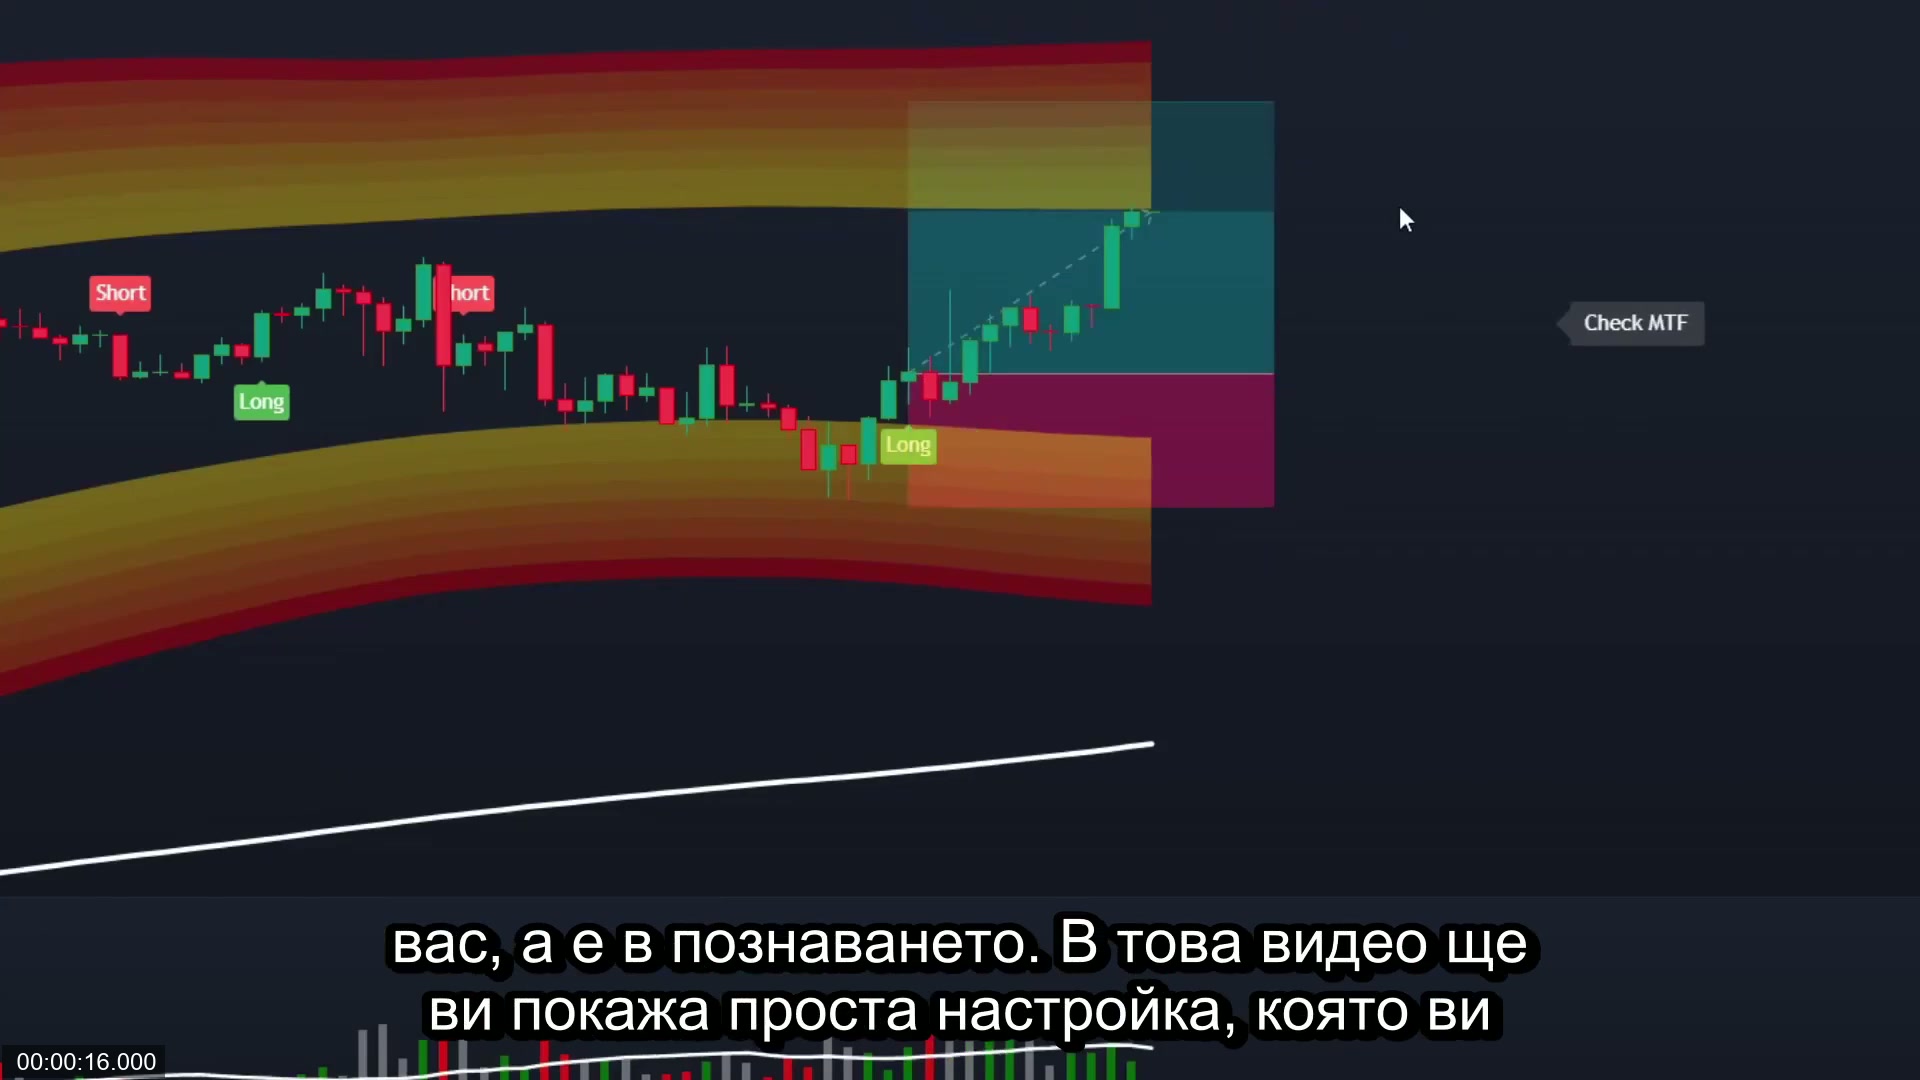 Short
hort
Check MTF
Long
Long
вас, а е в познаването. В това видео ще
ви покажа проста настройка, която ви
00:00:16.000